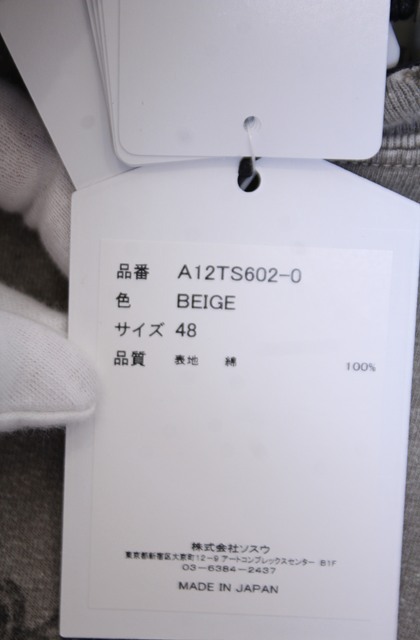 品番 A12TS602-0
色 BEIGE
サイズ 48
品質 表地 綿 100%
株式会社ソスウ
東京都新宿区大京町12-9 アートコンプレックスセンター B1F
03-6384-2437
MADE IN JAPAN